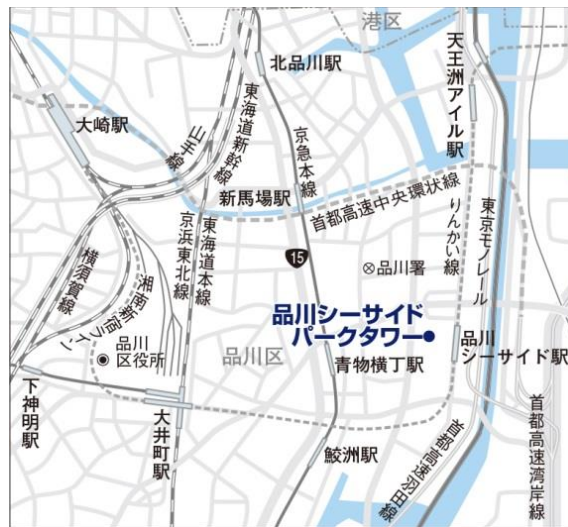 港区
北品川駅
天王洲アイル駅
大崎駅
山手線
東海道新幹線
京急本線
新馬場駅
首都高速中央環状線
りんかい線
東京モノレール
京浜東北線
東海道本線
15
品川署
横須賀線
湘南新宿ライン
品川シーサイド
パークタワー
品川
区役所
品川区
青物横丁駅
品川
シーサイド駅
下神明駅
大井町駅
鮫洲駅
首都高速羽田線
首都高速湾岸線